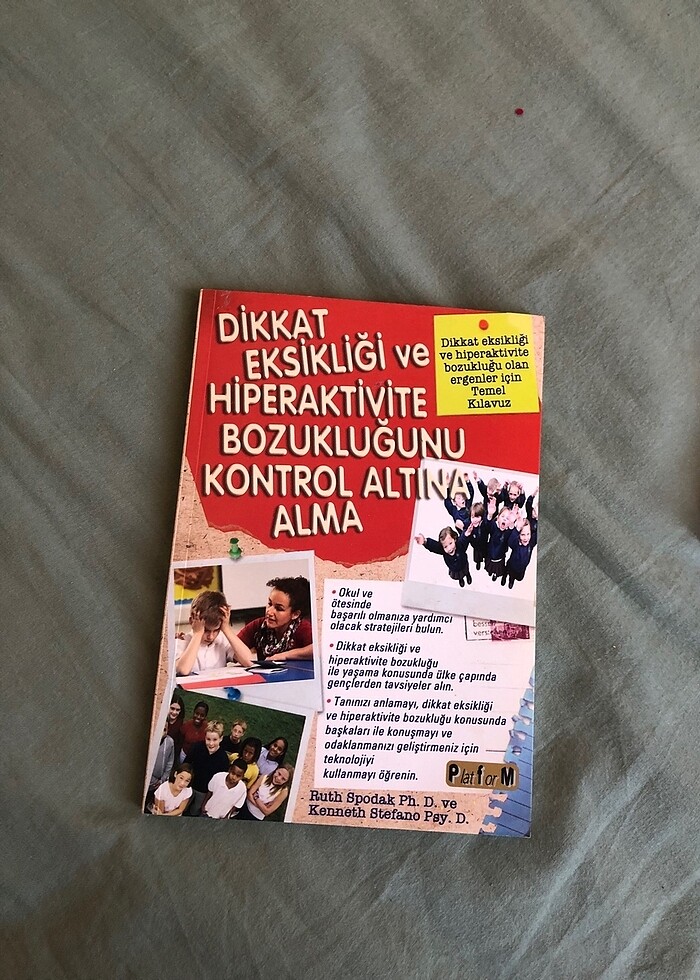 DİKKAT
EKSİKLİĞİ ve
HİPERAKTİVİTE
BOZUKLUĞUNU
KONTROL ALTINA
ALMA
Dikkat eksikliği
ve hiperaktivite
bozukluğu olan
ergenler için
Temel
Kılavuz
• Okul ve
ötesinde
başarılı olmanıza yardımcı
olacak stratejileri bulun.
• Dikkat eksikliği ve
hiperaktivite bozukluğu
ile yaşama konusunda ülke çapında
gençlerden tavsiyeler alın.
• Tanınızı anlamayı, dikkat eksikliği
ve hiperaktivite bozukluğu konusunda
başkaları ile konuşmayı ve
odaklanmanızı geliştirmeniz için
teknolojiyi
kullanmayı öğrenin.
PlatforM
Ruth Spodak Ph. D. ve
Kenneth Stefano Psy. D.